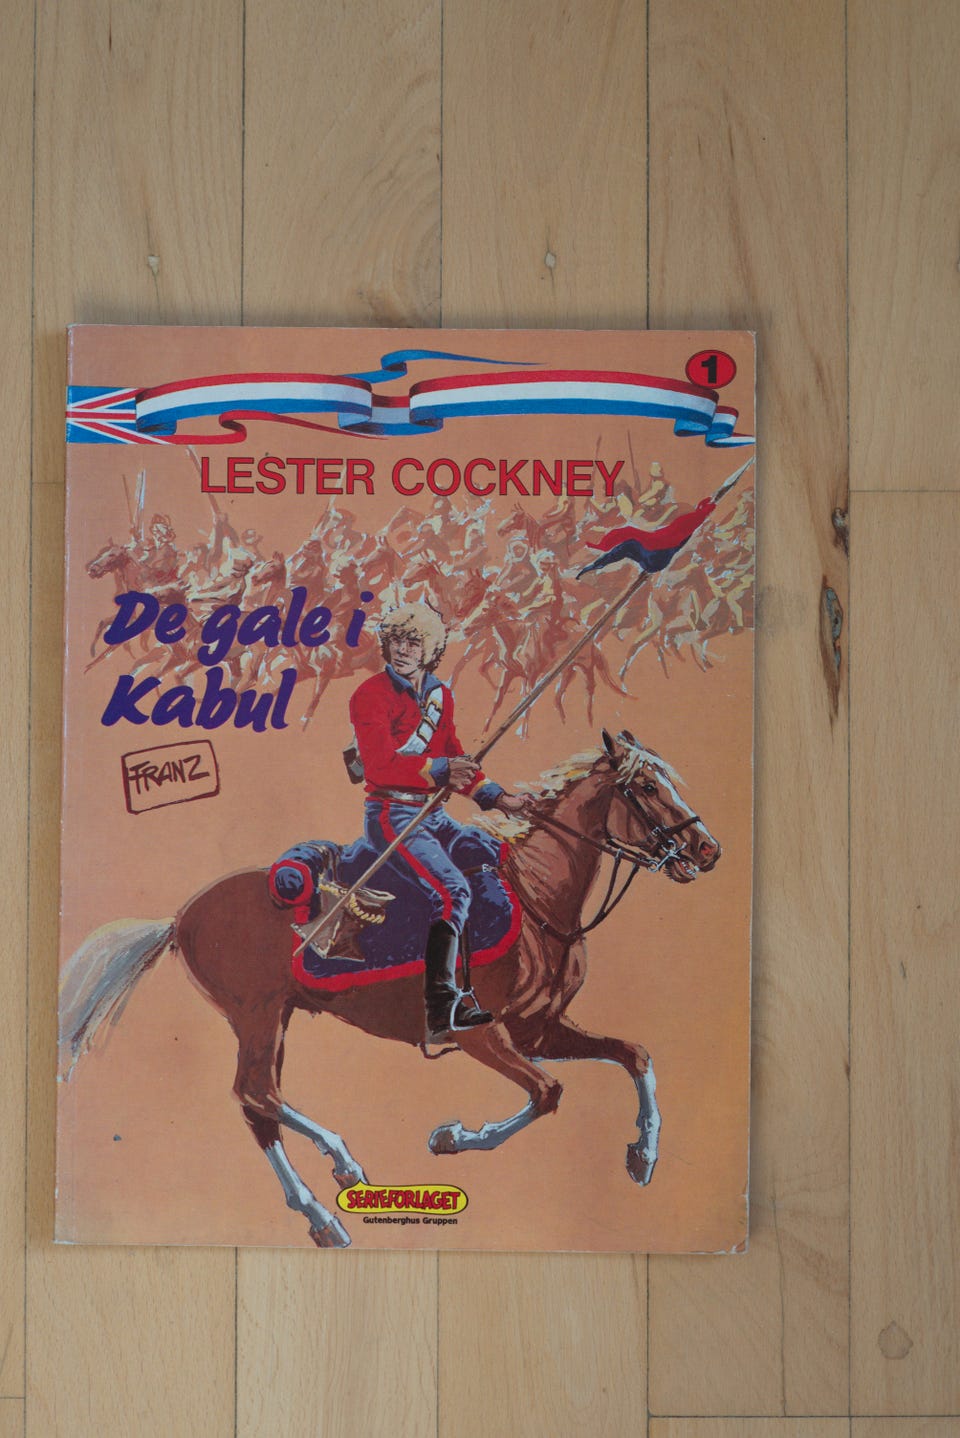 1
LESTER COCKNEY
De gale i
Kabul
FRANZ
SERIEFORLAGET
Gutenberghus Gruppen